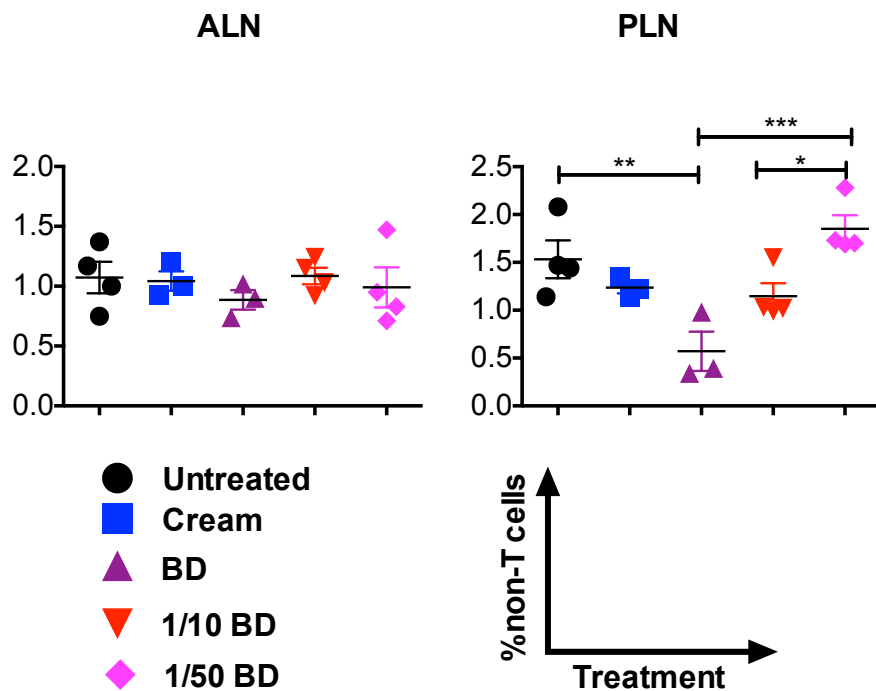 ALN
PLN
***
**
*
2.0
1.5
1.0
0.5
0.0
2.5
2.0
1.5
1.0
0.5
0.0
Untreated
Cream
BD
1/10 BD
1/50 BD
%non-T cells
Treatment